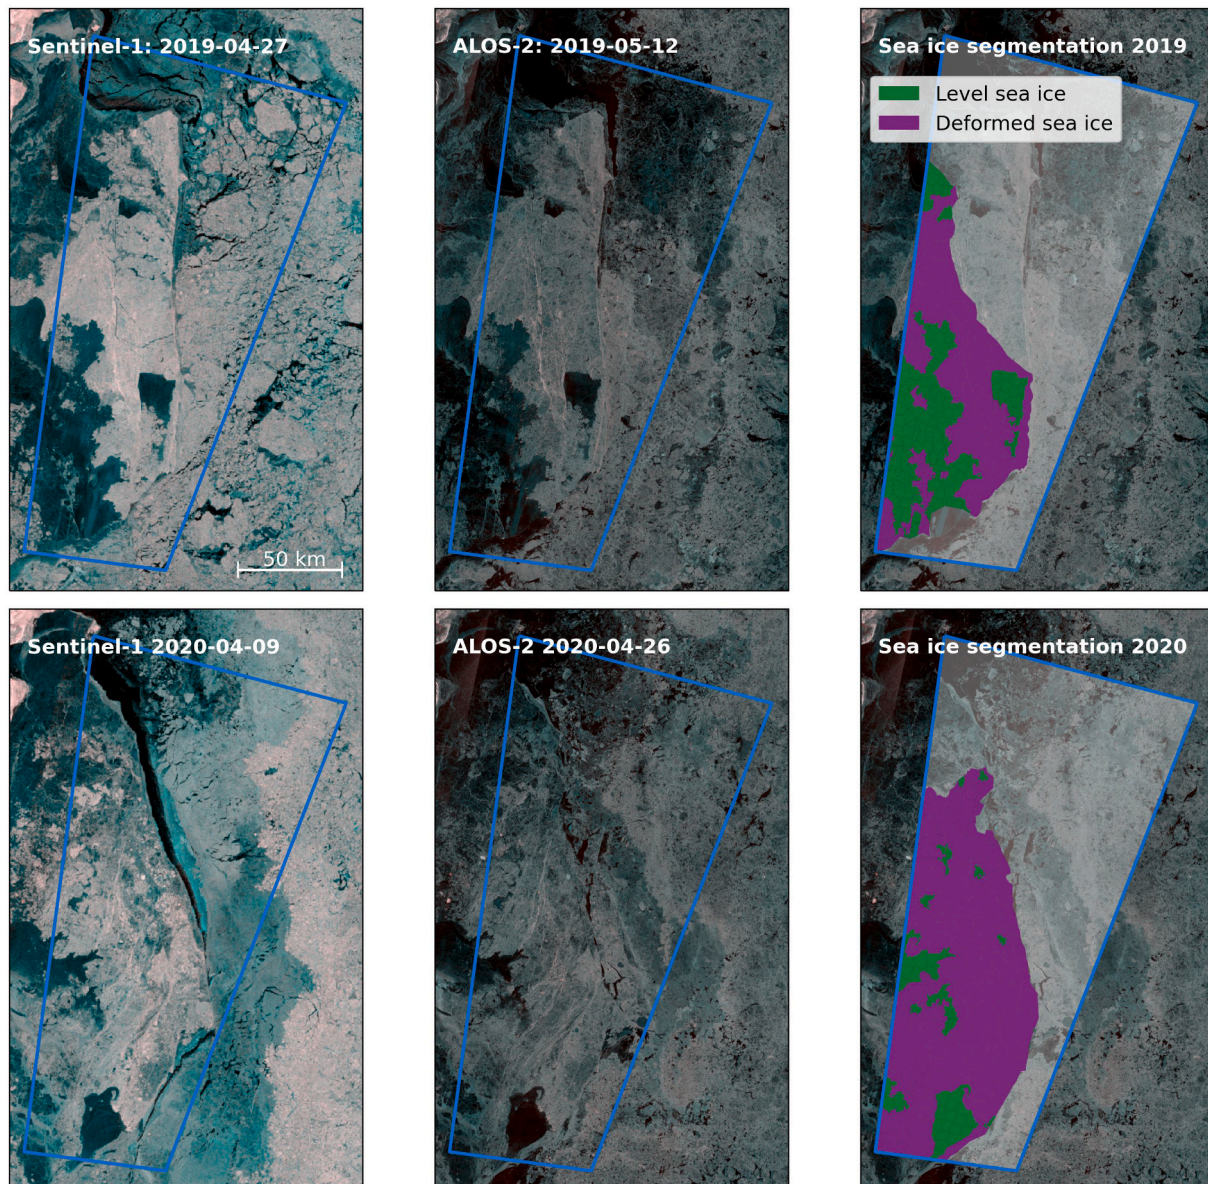 Sentinel-1: 2019-04-27
ALOS-2: 2019-05-12
Sea ice segmentation 2019
Level sea ice
Deformed sea ice
50 km
Sentinel-1 2020-04-09
ALOS-2 2020-04-26
Sea ice segmentation 2020